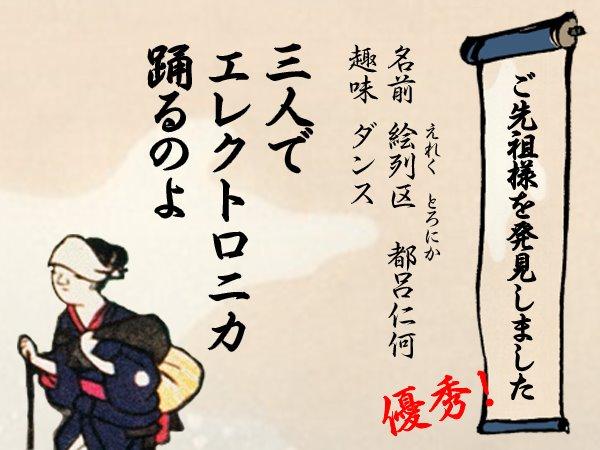 ご先祖様を発見しました
えれく とろにか
名前 絵列区 都呂仁何
趣味 ダンス
三人で
エレクトロニカ
踊るのよ
優秀！